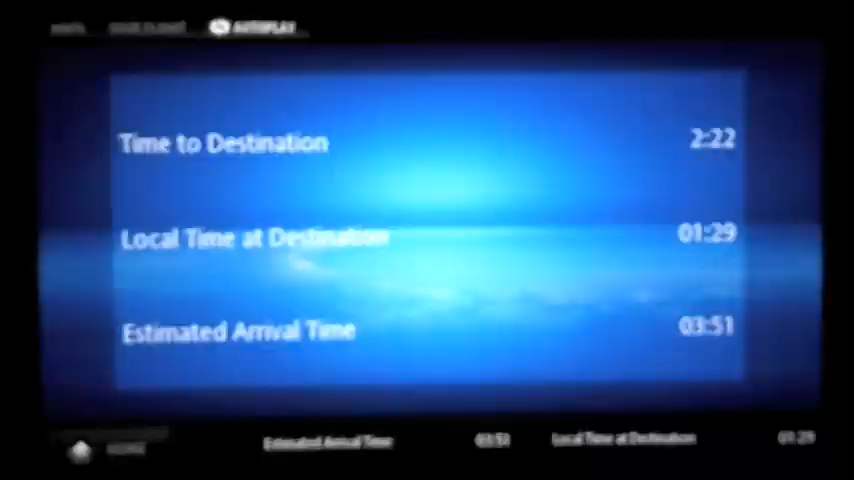 AUTOPLAY
Time to Destination 2:22
Local Time at Destination 01:29
Estimated Arrival Time 03:51
Estimated Arrival Time 03:51 Local Time at Destination 01:29